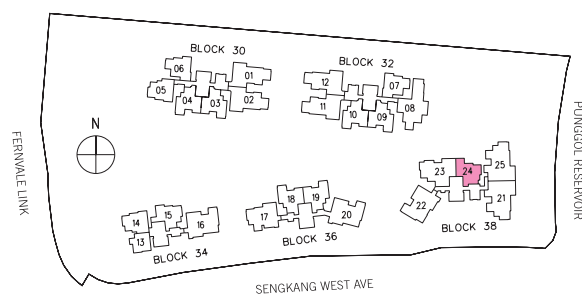 BLOCK 30
BLOCK 32
06
01
05
04
03
02
12
07
11
10
09
08
N
FERNVALE LINK
PUNGGOL RESERVOIR
23
24
25
22
21
BLOCK 38
14
15
16
13
BLOCK 34
17
18
19
20
BLOCK 36
SENGKANG WEST AVE